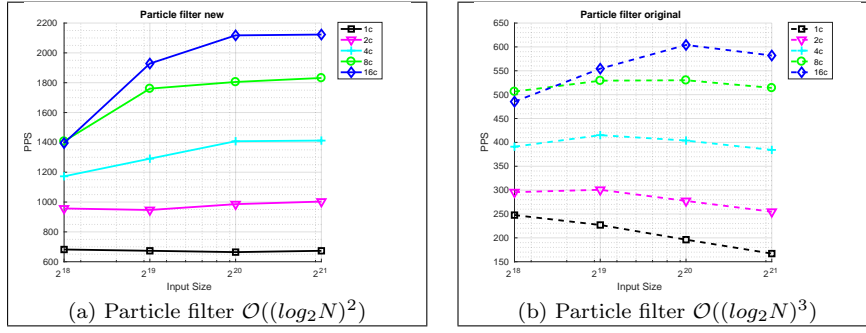 Particle filter new
2200
2000
1800
1600
1400
1200
1000
800
600
PPS
2^18
2^19
2^20
2^21
Input Size
1c
2c
4c
8c
16c
(a) Particle filter O((log₂N)²)
Particle filter original
650
600
550
500
450
400
350
300
250
200
150
PPS
2^18
2^19
2^20
2^21
Input Size
1c
2c
4c
8c
16c
(b) Particle filter O((log₂N)³)